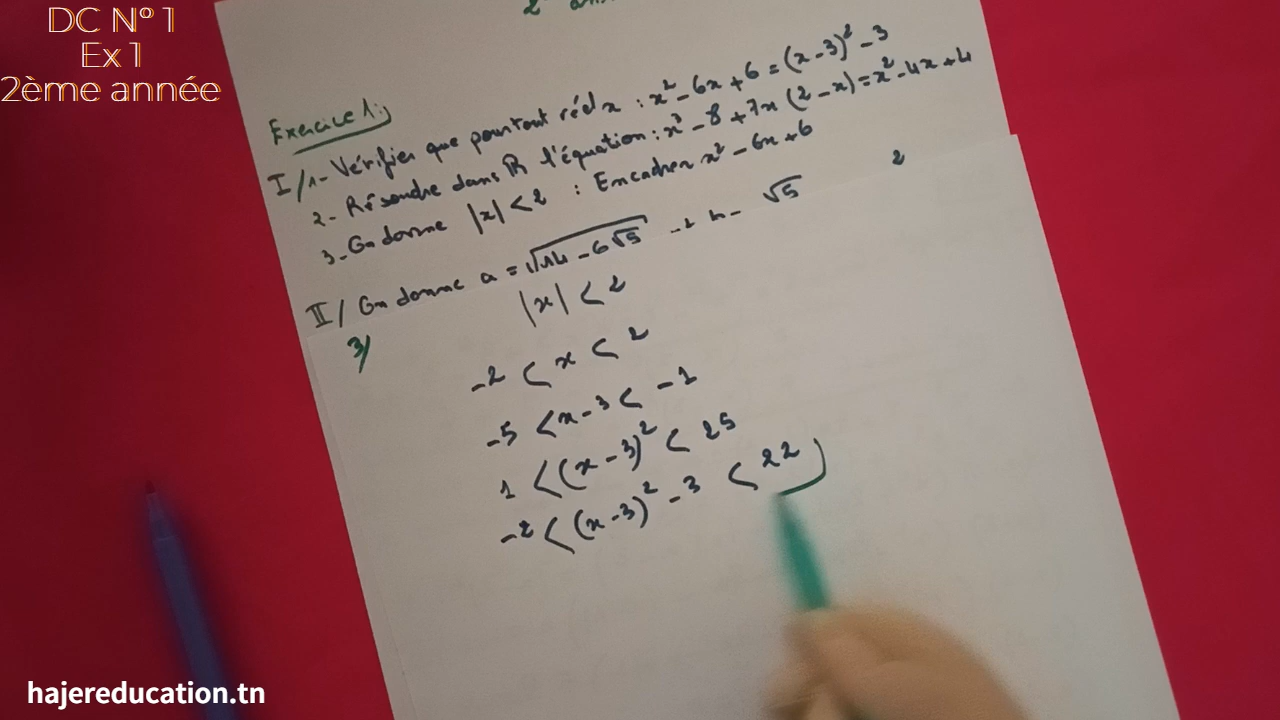 DC N° 1
Ex 1
2ème année
2
Exercice 1:
I/1- Vérifier que pour tout réel x : x² - 6x + 6 = (x - 3)² - 3
2- Résoudre dans ℝ l'équation : x³ - 8 + 7x (2 - x) = x² - 4x + 4
3- On donne |x| < 2 : Encadrer x² - 6x + 6
II/ On donne a = √14 - 6√5 √5 2
3/ |x| < 2
-2 < x < 2
-5 < x - 3 < -1
1 < (x - 3)² < 25
-2 < (x - 3)² - 3 < 22
hajereducation.tn